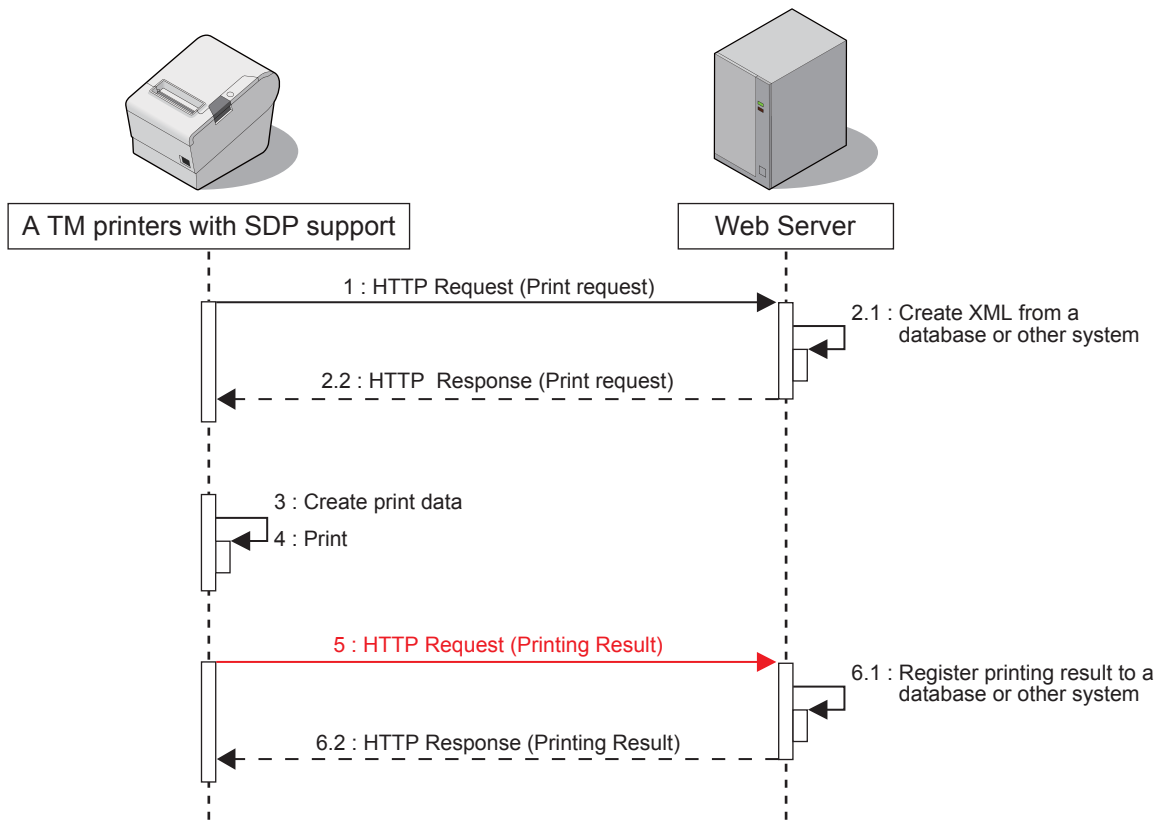 A TM printers with SDP support
Web Server
1 : HTTP Request (Print request)
2.1 : Create XML from a
database or other system
2.2 : HTTP  Response (Print request)
3 : Create print data
4 : Print
5 : HTTP Request (Printing Result)
6.1 : Register printing result to a
database or other system
6.2 : HTTP Response (Printing Result)